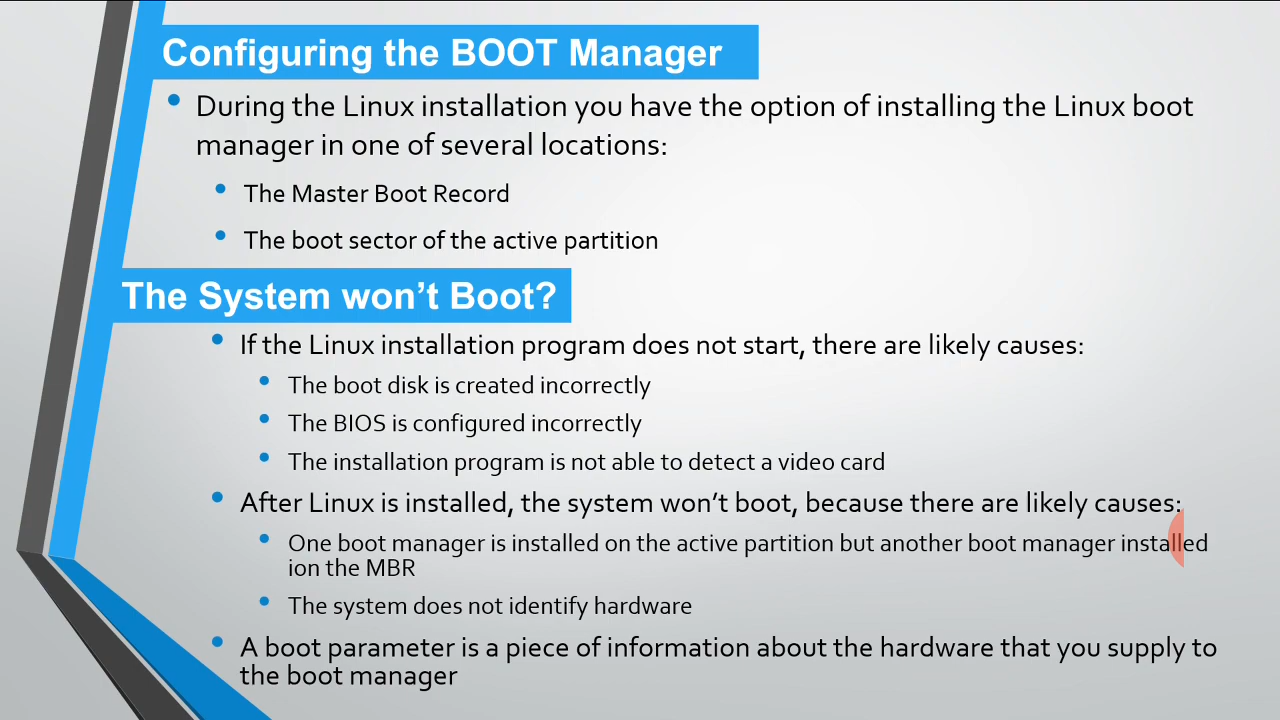 Configuring the BOOT Manager
During the Linux installation you have the option of installing the Linux boot
manager in one of several locations:
The Master Boot Record
The boot sector of the active partition
The System won’t Boot?
If the Linux installation program does not start, there are likely causes:
The boot disk is created incorrectly
The BIOS is configured incorrectly
The installation program is not able to detect a video card
After Linux is installed, the system won’t boot, because there are likely causes:
One boot manager is installed on the active partition but another boot manager installed
ion the MBR
The system does not identify hardware
A boot parameter is a piece of information about the hardware that you supply to
the boot manager